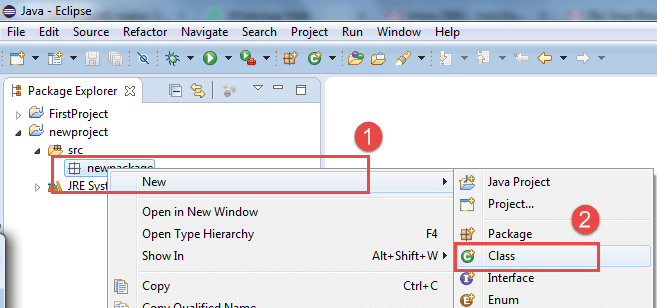 Java - Eclipse
File Edit Source Refactor Navigate Search Project Run Window Help
Package Explorer
FirstProject
newproject
src
1
newpackage
JRE Syst
New
Open in New Window
Open Type Hierarchy F4
Show In Alt+Shift+W
Copy Ctrl+C
Copy Qualified Name
Java Project
Project...
2
Package
Class
Interface
Enum